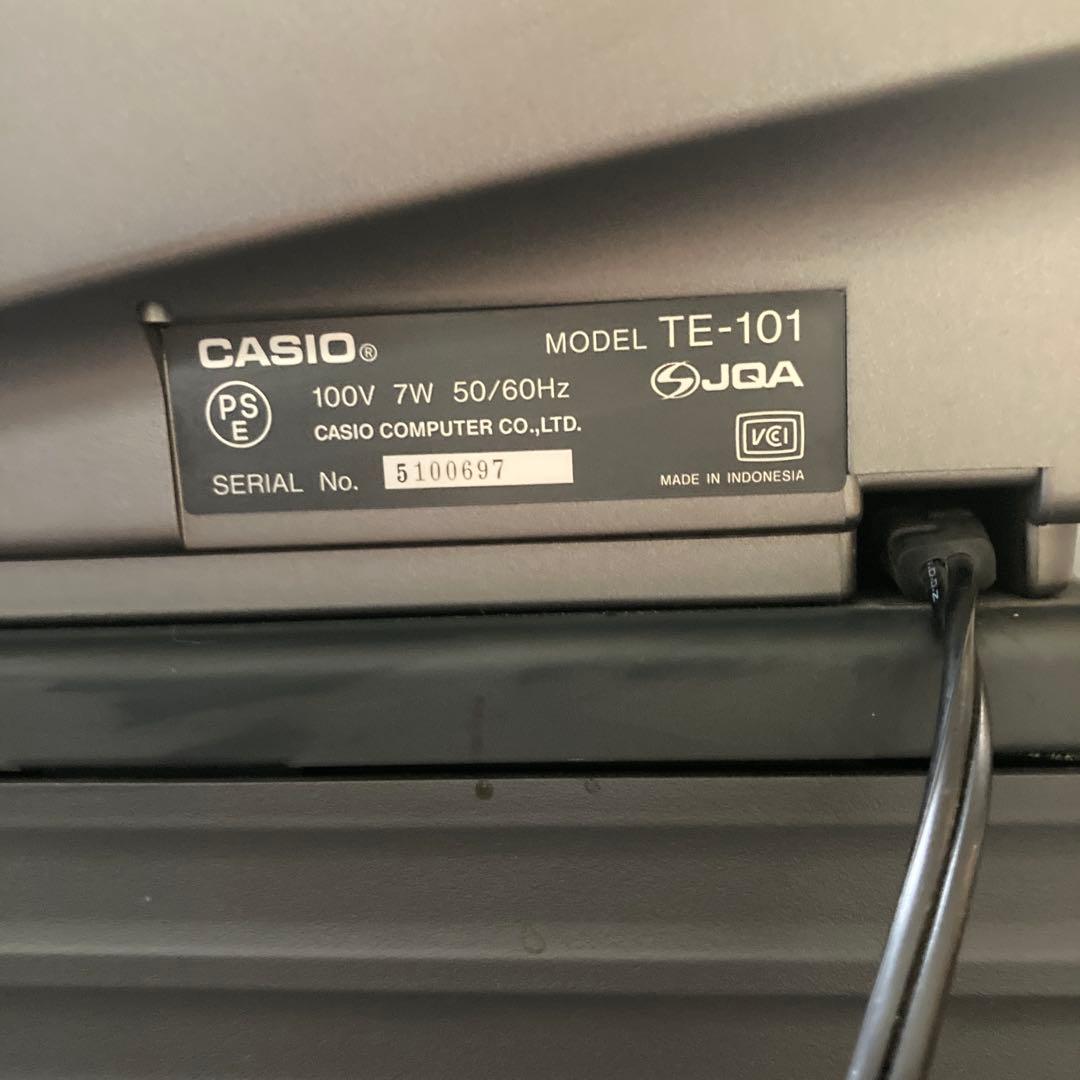 CASIO® MODEL TE-101
PS E 100V 7W 50/60Hz JQA
CASIO COMPUTER CO.,LTD. VCCI
SERIAL No. 5100697 MADE IN INDONESIA